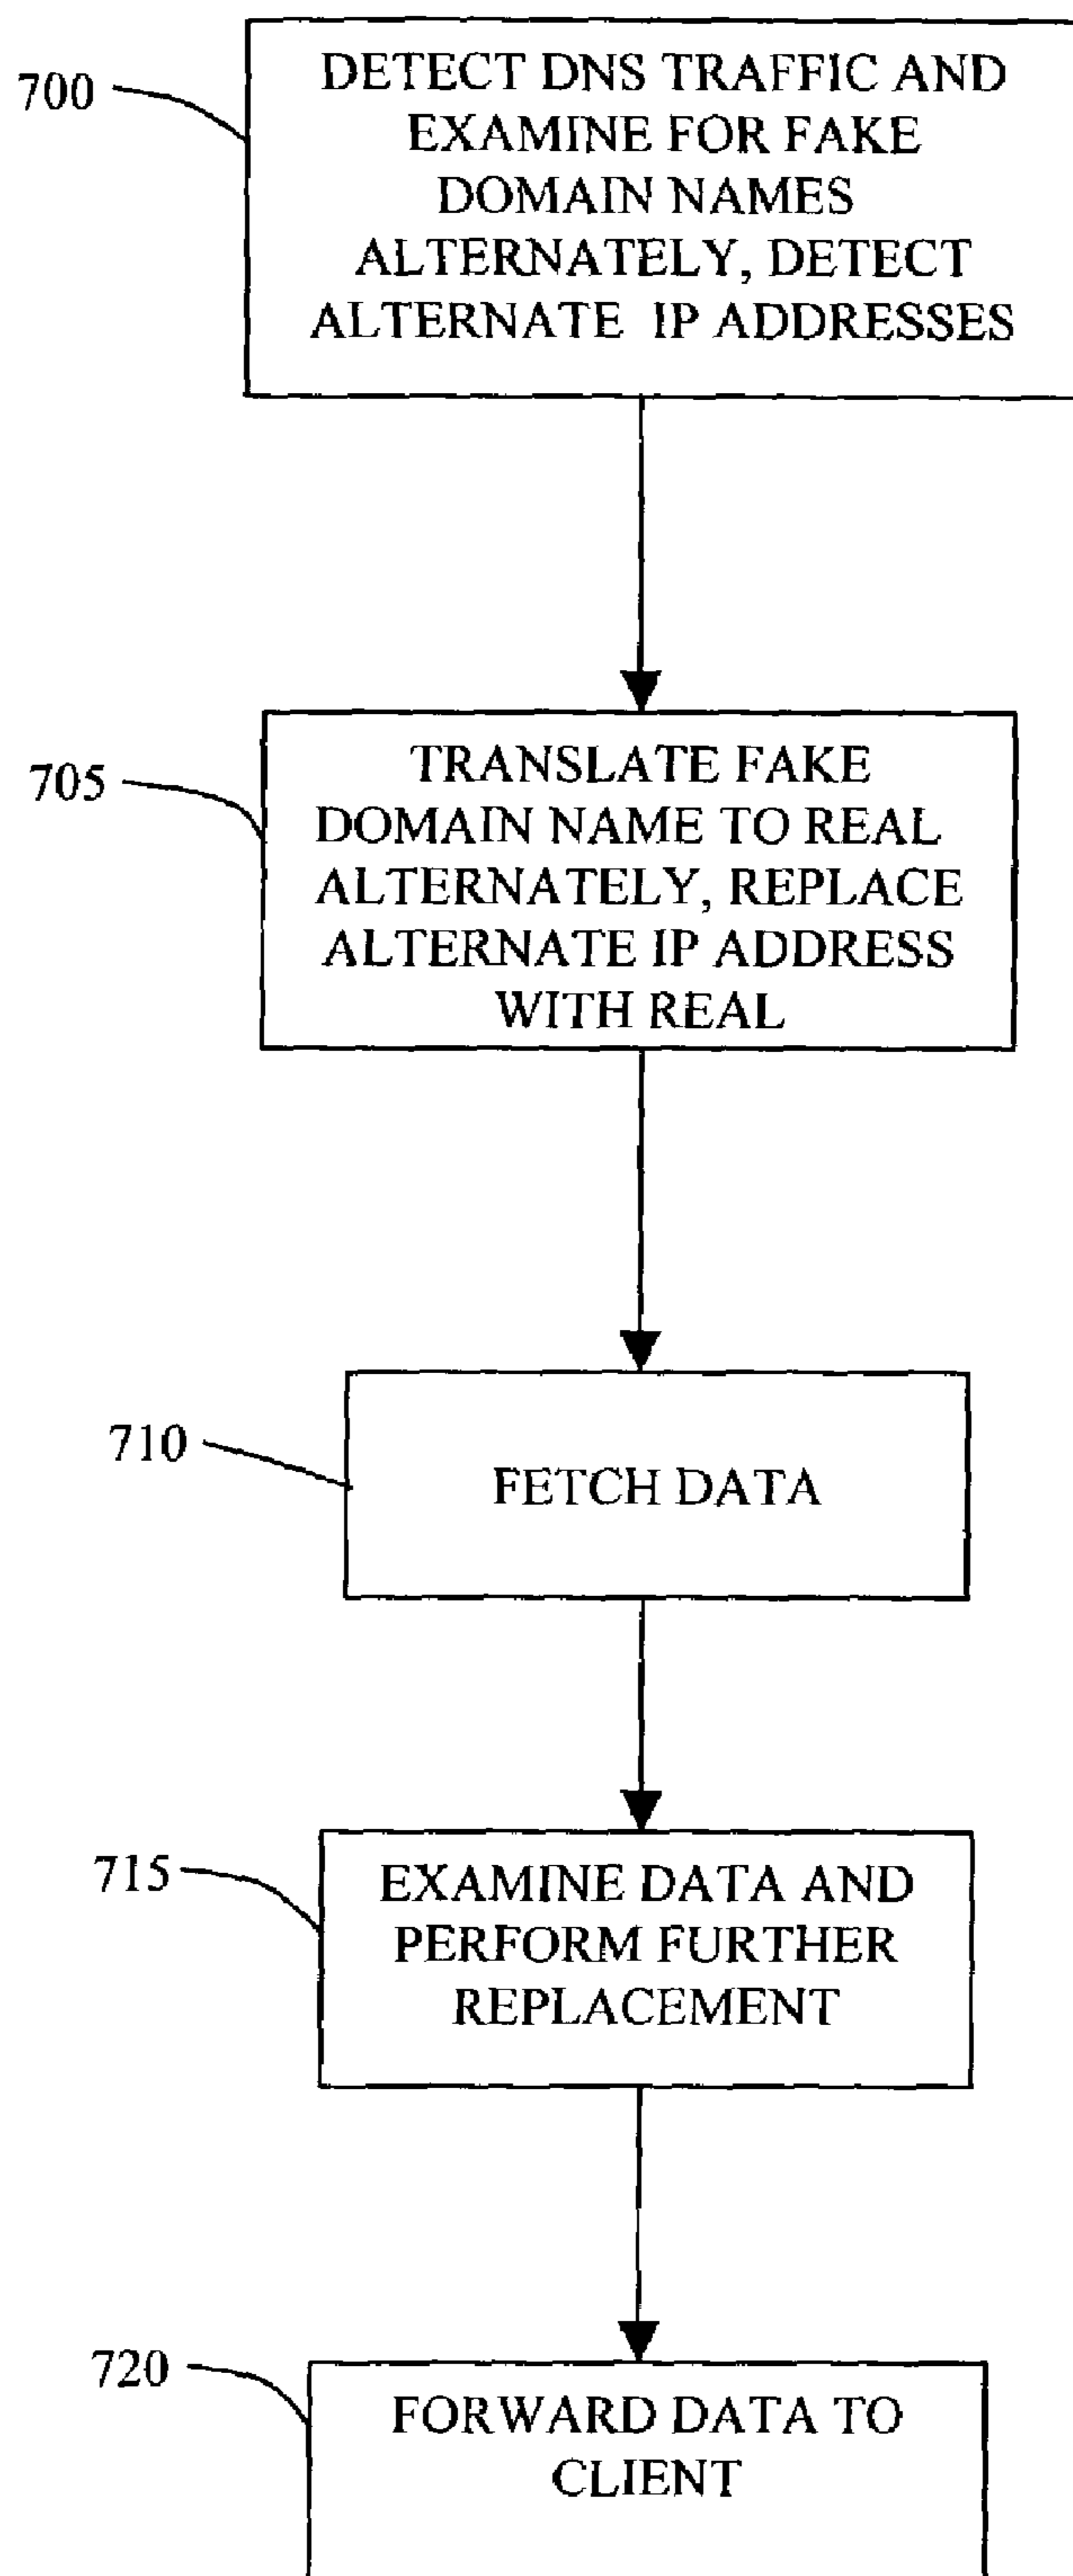 700
DETECT DNS TRAFFIC AND
EXAMINE FOR FAKE
DOMAIN NAMES
ALTERNATELY, DETECT
ALTERNATE IP ADDRESSES
705
TRANSLATE FAKE
DOMAIN NAME TO REAL
ALTERNATELY, REPLACE
ALTERNATE IP ADDRESS
WITH REAL
710
FETCH DATA
715
EXAMINE DATA AND
PERFORM FURTHER
REPLACEMENT
720
FORWARD DATA TO
CLIENT